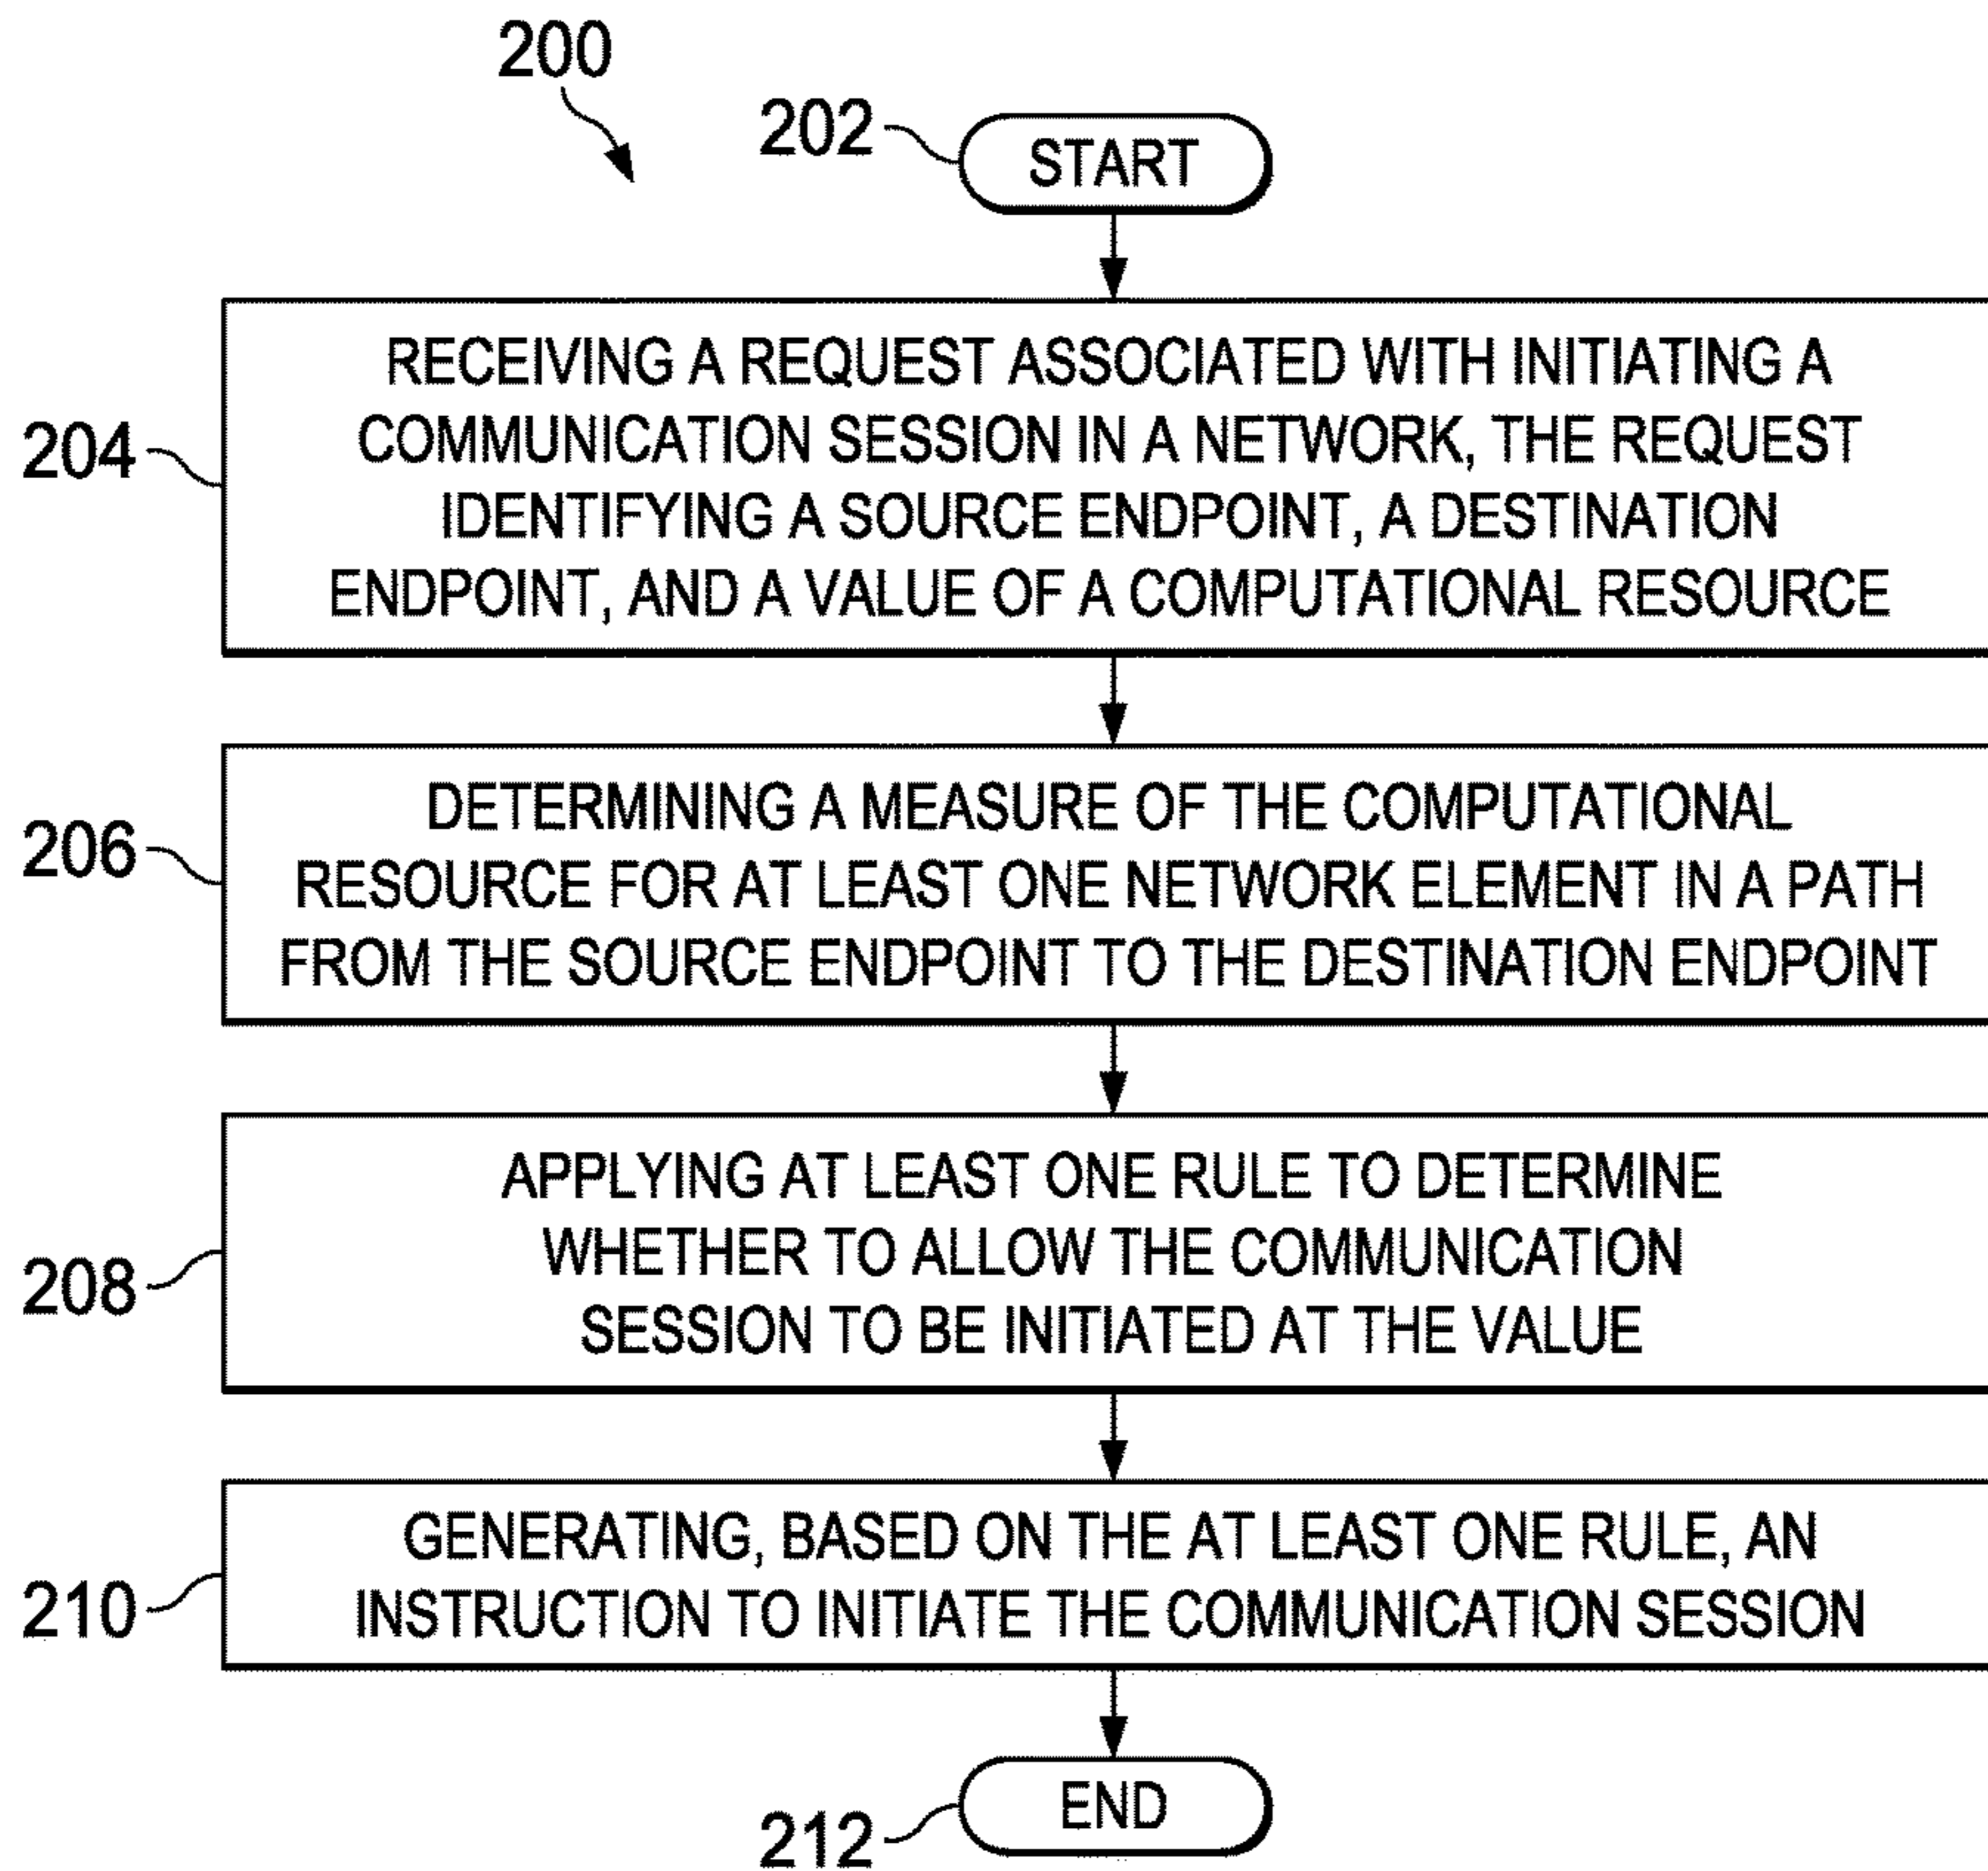 200
202
START
204
RECEIVING A REQUEST ASSOCIATED WITH INITIATING A
COMMUNICATION SESSION IN A NETWORK, THE REQUEST
IDENTIFYING A SOURCE ENDPOINT, A DESTINATION
ENDPOINT, AND A VALUE OF A COMPUTATIONAL RESOURCE
206
DETERMINING A MEASURE OF THE COMPUTATIONAL
RESOURCE FOR AT LEAST ONE NETWORK ELEMENT IN A PATH
FROM THE SOURCE ENDPOINT TO THE DESTINATION ENDPOINT
208
APPLYING AT LEAST ONE RULE TO DETERMINE
WHETHER TO ALLOW THE COMMUNICATION
SESSION TO BE INITIATED AT THE VALUE
210
GENERATING, BASED ON THE AT LEAST ONE RULE, AN
INSTRUCTION TO INITIATE THE COMMUNICATION SESSION
212
END